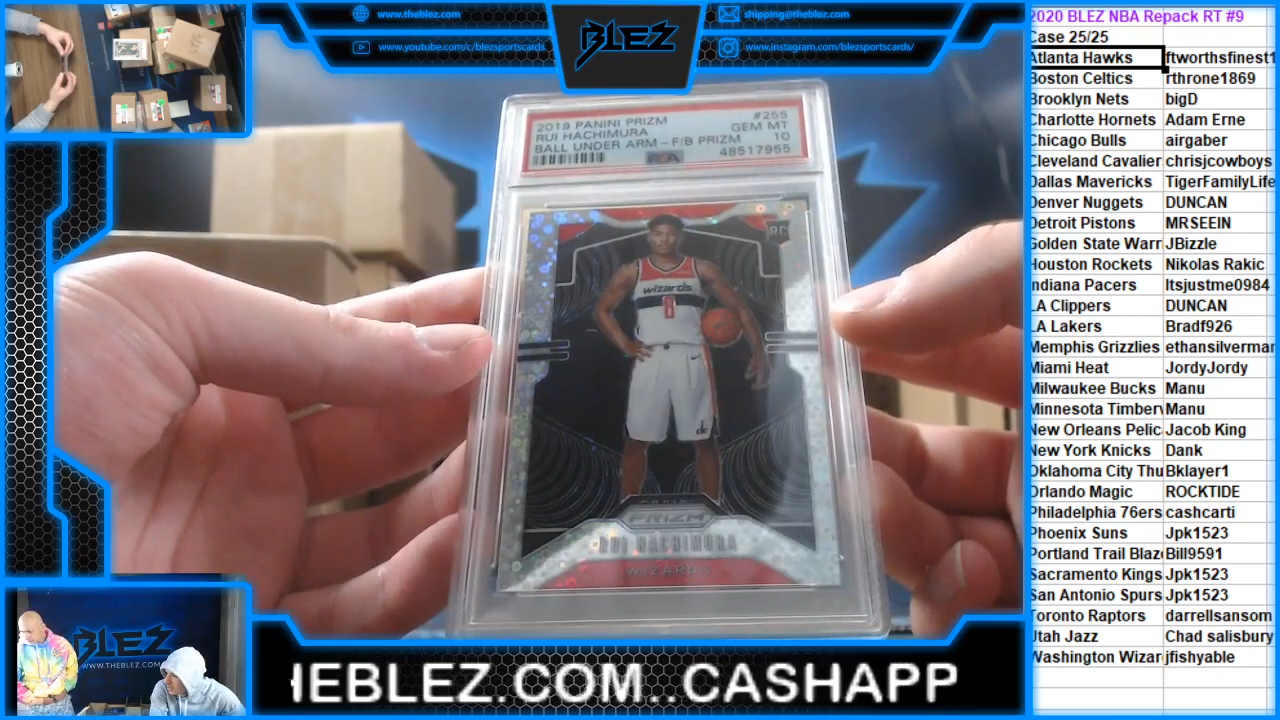 www.theblez.com
shipping@theblez.com
www.youtube.com/c/blezsportscards
www.instagram.com/blezsportscards/
BLEZ
2019 PANINI PRIZM #255
RUI HACHIMURA GEM MT
BALL UNDER ARM - F/B PRIZM 10
PSA 48517955
RC
wizards
8
PANINI
PRIZM
RUI HACHIMURA
WIZARDS
BLEZ
WWW.THEBLEZ.COM
HEBLEZ.COM..CASHAPP
2020 BLEZ NBA Repack RT #9
Case 25/25
Atlanta Hawks ftworthsfinest1
Boston Celtics rthrone1869
Brooklyn Nets bigD
Charlotte Hornets Adam Erne
Chicago Bulls airgaber
Cleveland Cavalier chrisjcowboys
Dallas Mavericks TigerFamilyLife
Denver Nuggets DUNCAN
Detroit Pistons MRSEEIN
Golden State Warr JBizzle
Houston Rockets Nikolas Rakic
Indiana Pacers Itsjustme0984
LA Clippers DUNCAN
LA Lakers Bradf926
Memphis Grizzlies ethansilverman
Miami Heat JordyJordy
Milwaukee Bucks Manu
Minnesota Timberv Manu
New Orleans Pelic Jacob King
New York Knicks Dank
Oklahoma City Thu Bklayer1
Orlando Magic ROCKTIDE
Philadelphia 76ers cashcarti
Phoenix Suns Jpk1523
Portland Trail Blaz Bill9591
Sacramento Kings Jpk1523
San Antonio Spurs Jpk1523
Toronto Raptors darrellsansom
Utah Jazz Chad salisbury
Washington Wizar jfishyable